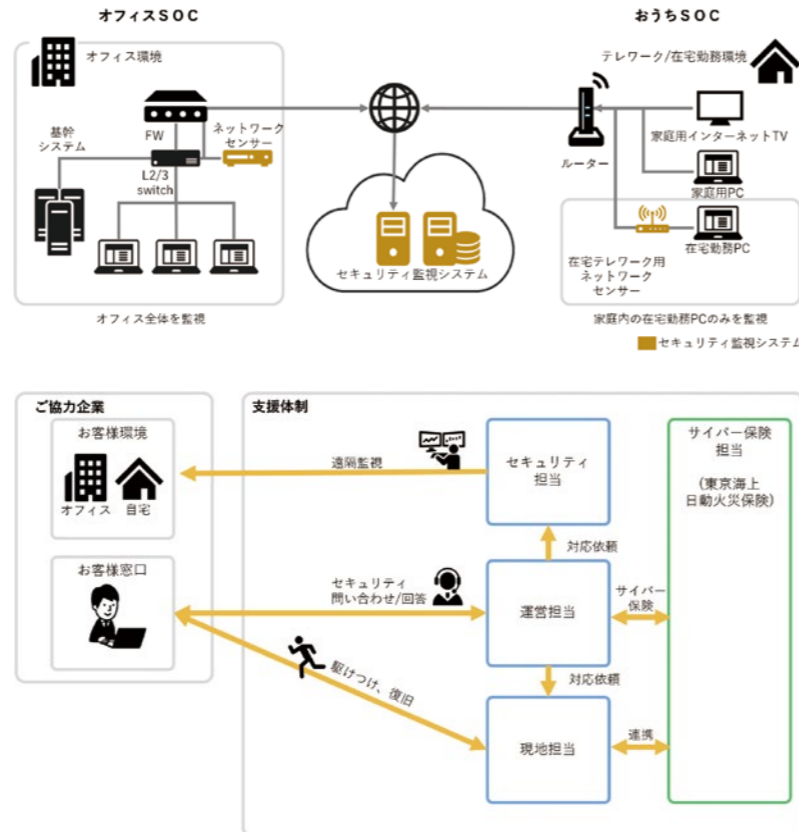 オフィスSOC
おうちSOC
オフィス環境
テレワーク/在宅勤務環境
FW
ネットワーク
センサー
基幹
システム
L2/3
switch
ルーター
家庭用インターネットTV
家庭用PC
在宅勤務PC
在宅テレワーク用
ネットワーク
センサー
セキュリティ監視システム
オフィス全体を監視
家庭内の在宅勤務PCのみを監視
セキュリティ監視システム
ご協力企業
支援体制
お客様環境
オフィス
自宅
お客様窓口
遠隔監視
セキュリティ
担当
サイバー保険
担当
(東京海上
日動火災保険)
対応依頼
セキュリティ
問い合わせ/回答
運営担当
サイバー
保険
駆けつけ、復旧
対応依頼
現地担当
連携